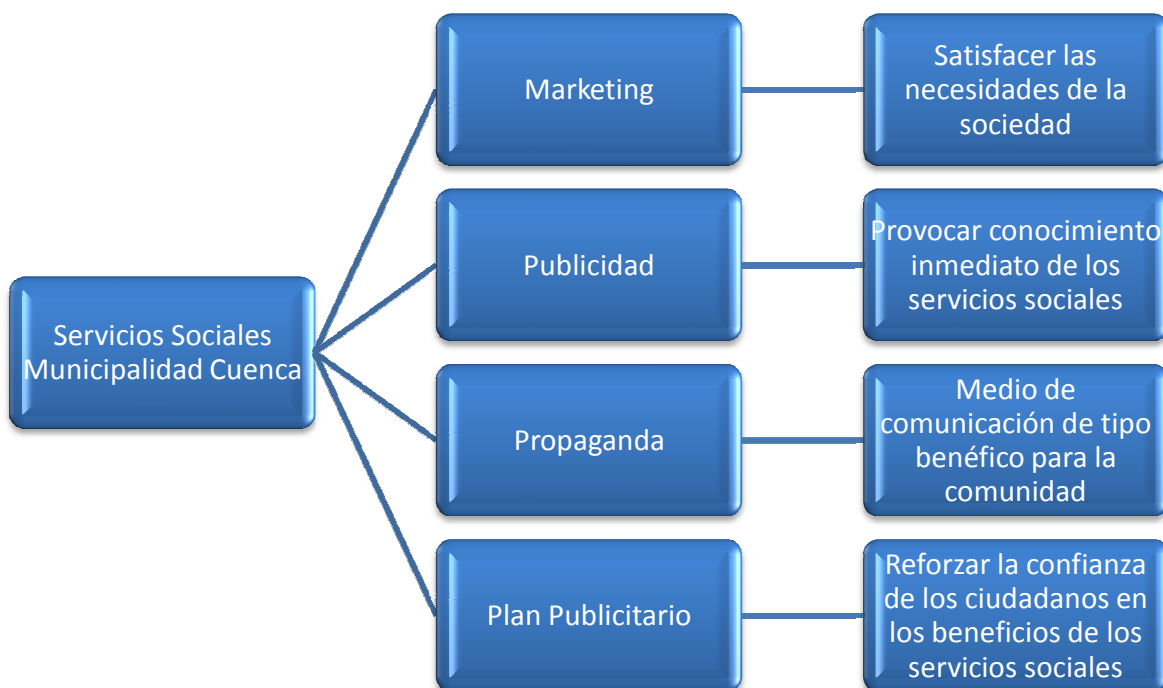 Servicios Sociales
Municipalidad Cuenca
Marketing
Satisfacer las
necesidades de la
sociedad
Publicidad
Provocar conocimiento
inmediato de los
servicios sociales
Propaganda
Medio de
comunicación de tipo
benéfico para la
comunidad
Plan Publicitario
Reforzar la confianza
de los ciudadanos en
los beneficios de los
servicios sociales